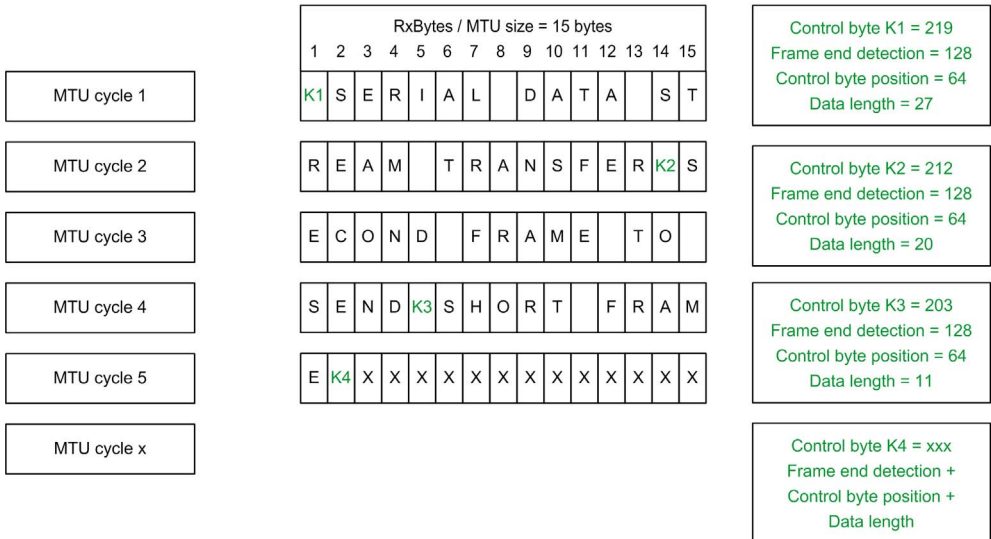 RxBytes / MTU size = 15 bytes
1 2 3 4 5 6 7 8 9 10 11 12 13 14 15
MTU cycle 1
K1 S E R I A L D A T A S T
MTU cycle 2
R E A M T R A N S F E R K2 S
MTU cycle 3
E C O N D F R A M E T O
MTU cycle 4
S E N D K3 S H O R T F R A M
MTU cycle 5
E K4 X X X X X X X X X X X X X
MTU cycle x
Control byte K1 = 219
Frame end detection = 128
Control byte position = 64
Data length = 27
Control byte K2 = 212
Frame end detection = 128
Control byte position = 64
Data length = 20
Control byte K3 = 203
Frame end detection = 128
Control byte position = 64
Data length = 11
Control byte K4 = xxx
Frame end detection +
Control byte position +
Data length